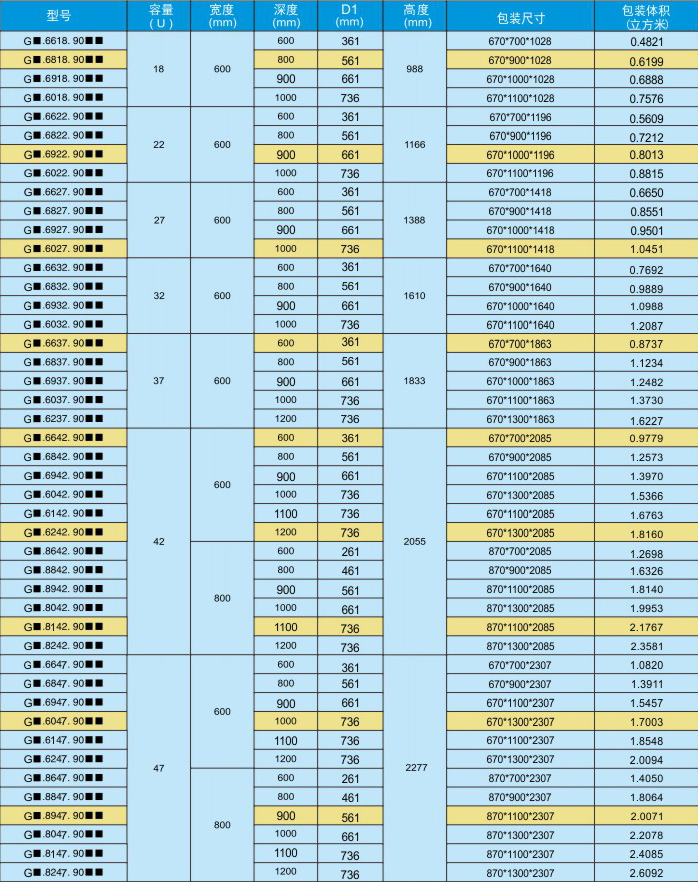 型号 容量(U) 宽度(mm) 深度(mm) D1(mm) 高度(mm) 包装尺寸 包装体积(立方米)
G■.6618.90■■ 18 600 600 361 988 670*700*1028 0.4821
G■.6818.90■■ 800 561 670*900*1028 0.6199
G■.6918.90■■ 900 661 670*1000*1028 0.6888
G■.6018.90■■ 1000 736 670*1100*1028 0.7576
G■.6622.90■■ 22 600 600 361 1166 670*700*1196 0.5609
G■.6822.90■■ 800 561 670*900*1196 0.7212
G■.6922.90■■ 900 661 670*1000*1196 0.8013
G■.6022.90■■ 1000 736 670*1100*1196 0.8815
G■.6627.90■■ 27 600 600 361 1388 670*700*1418 0.6650
G■.6827.90■■ 800 561 670*900*1418 0.8551
G■.6927.90■■ 900 661 670*1000*1418 0.9501
G■.6027.90■■ 1000 736 670*1100*1418 1.0451
G■.6632.90■■ 32 600 600 361 1610 670*700*1640 0.7692
G■.6832.90■■ 800 561 670*900*1640 0.9889
G■.6932.90■■ 900 661 670*1000*1640 1.0988
G■.6032.90■■ 1000 736 670*1100*1640 1.2087
G■.6637.90■■ 37 600 600 361 1833 670*700*1863 0.8737
G■.6837.90■■ 800 561 670*900*1863 1.1234
G■.6937.90■■ 900 661 670*1000*1863 1.2482
G■.6037.90■■ 1000 736 670*1100*1863 1.3730
G■.6237.90■■ 1200 736 670*1300*1863 1.6227
G■.6642.90■■ 42 600 600 361 2055 670*700*2085 0.9779
G■.6842.90■■ 800 561 670*900*2085 1.2573
G■.6942.90■■ 900 661 670*1100*2085 1.3970
G■.6042.90■■ 1000 736 670*1300*2085 1.5366
G■.6142.90■■ 1100 736 670*1100*2085 1.6763
G■.6242.90■■ 1200 736 670*1300*2085 1.8160
G■.8642.90■■ 800 600 261 870*700*2085 1.2698
G■.8842.90■■ 800 461 870*900*2085 1.6326
G■.8942.90■■ 900 561 870*1100*2085 1.8140
G■.8042.90■■ 1000 661 870*1300*2085 1.9953
G■.8142.90■■ 1100 736 870*1100*2085 2.1767
G■.8242.90■■ 1200 736 870*1300*2085 2.3581
G■.6647.90■■ 47 600 600 361 2277 670*700*2307 1.0820
G■.6847.90■■ 800 561 670*900*2307 1.3911
G■.6947.90■■ 900 661 670*1100*2307 1.5457
G■.6047.90■■ 1000 736 670*1300*2307 1.7003
G■.6147.90■■ 1100 736 670*1100*2307 1.8548
G■.6247.90■■ 1200 736 670*1300*2307 2.0094
G■.8647.90■■ 800 600 261 870*700*2307 1.4050
G■.8847.90■■ 800 461 870*900*2307 1.8064
G■.8947.90■■ 900 561 870*1100*2307 2.0071
G■.8047.90■■ 1000 661 870*1300*2307 2.2078
G■.8147.90■■ 1100 736 870*1100*2307 2.4085
G■.8247.90■■ 1200 736 870*1300*2307 2.6092